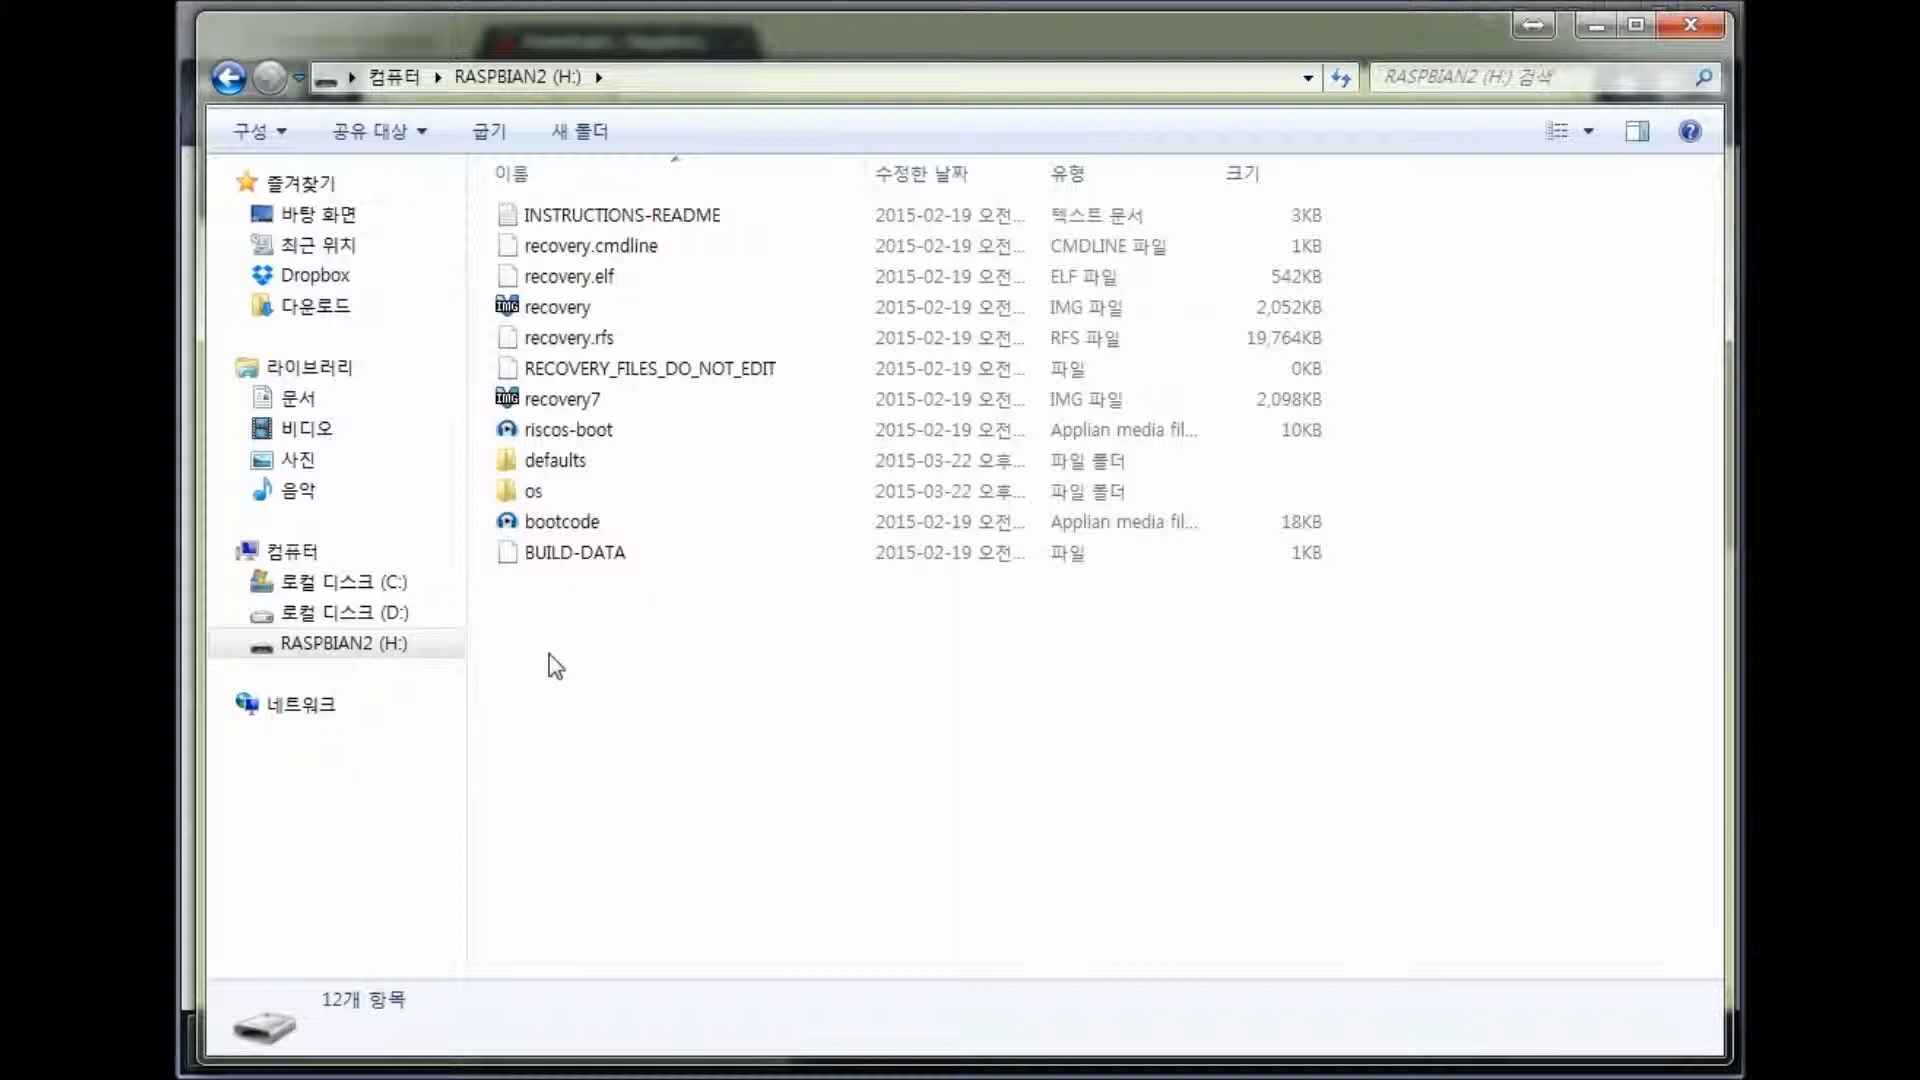 컴퓨터 RASPBIAN2 (H:)
RASPBIAN2 (H:) 검색
구성 공유 대상 굽기 새 폴더
즐겨찾기
바탕 화면
최근 위치
Dropbox
다운로드
라이브러리
문서
비디오
사진
음악
컴퓨터
로컬 디스크 (C:)
로컬 디스크 (D:)
RASPBIAN2 (H:)
네트워크
이름 수정한 날짜 유형 크기
INSTRUCTIONS-README 2015-02-19 오전... 텍스트 문서 3KB
recovery.cmdline 2015-02-19 오전... CMDLINE 파일 1KB
recovery.elf 2015-02-19 오전... ELF 파일 542KB
IMG recovery 2015-02-19 오전... IMG 파일 2,052KB
recovery.rfs 2015-02-19 오전... RFS 파일 19,764KB
RECOVERY_FILES_DO_NOT_EDIT 2015-02-19 오전... 파일 0KB
IMG recovery7 2015-02-19 오전... IMG 파일 2,098KB
riscos-boot 2015-02-19 오전... Applian media fil... 10KB
defaults 2015-03-22 오후... 파일 폴더
os 2015-03-22 오후... 파일 폴더
bootcode 2015-02-19 오전... Applian media fil... 18KB
BUILD-DATA 2015-02-19 오전... 파일 1KB
12개 항목